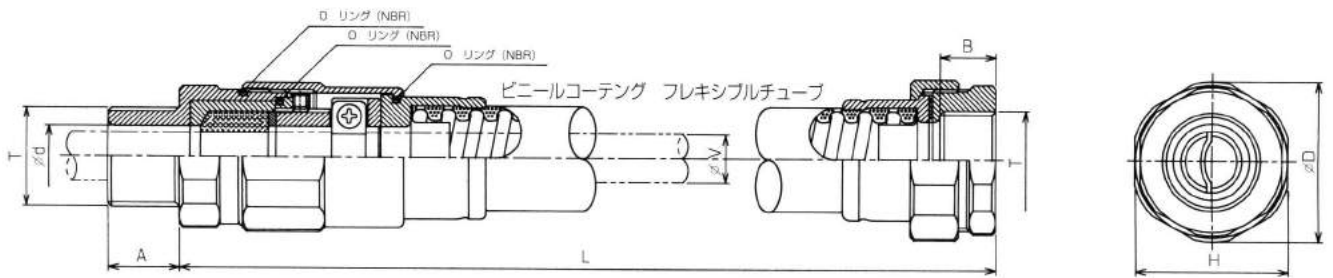 O リング (NBR)
O リング (NBR)
O リング (NBR)
ビニールコーテング フレキシブルチューブ
B
T
ød
øV
T
øD
A
L
H